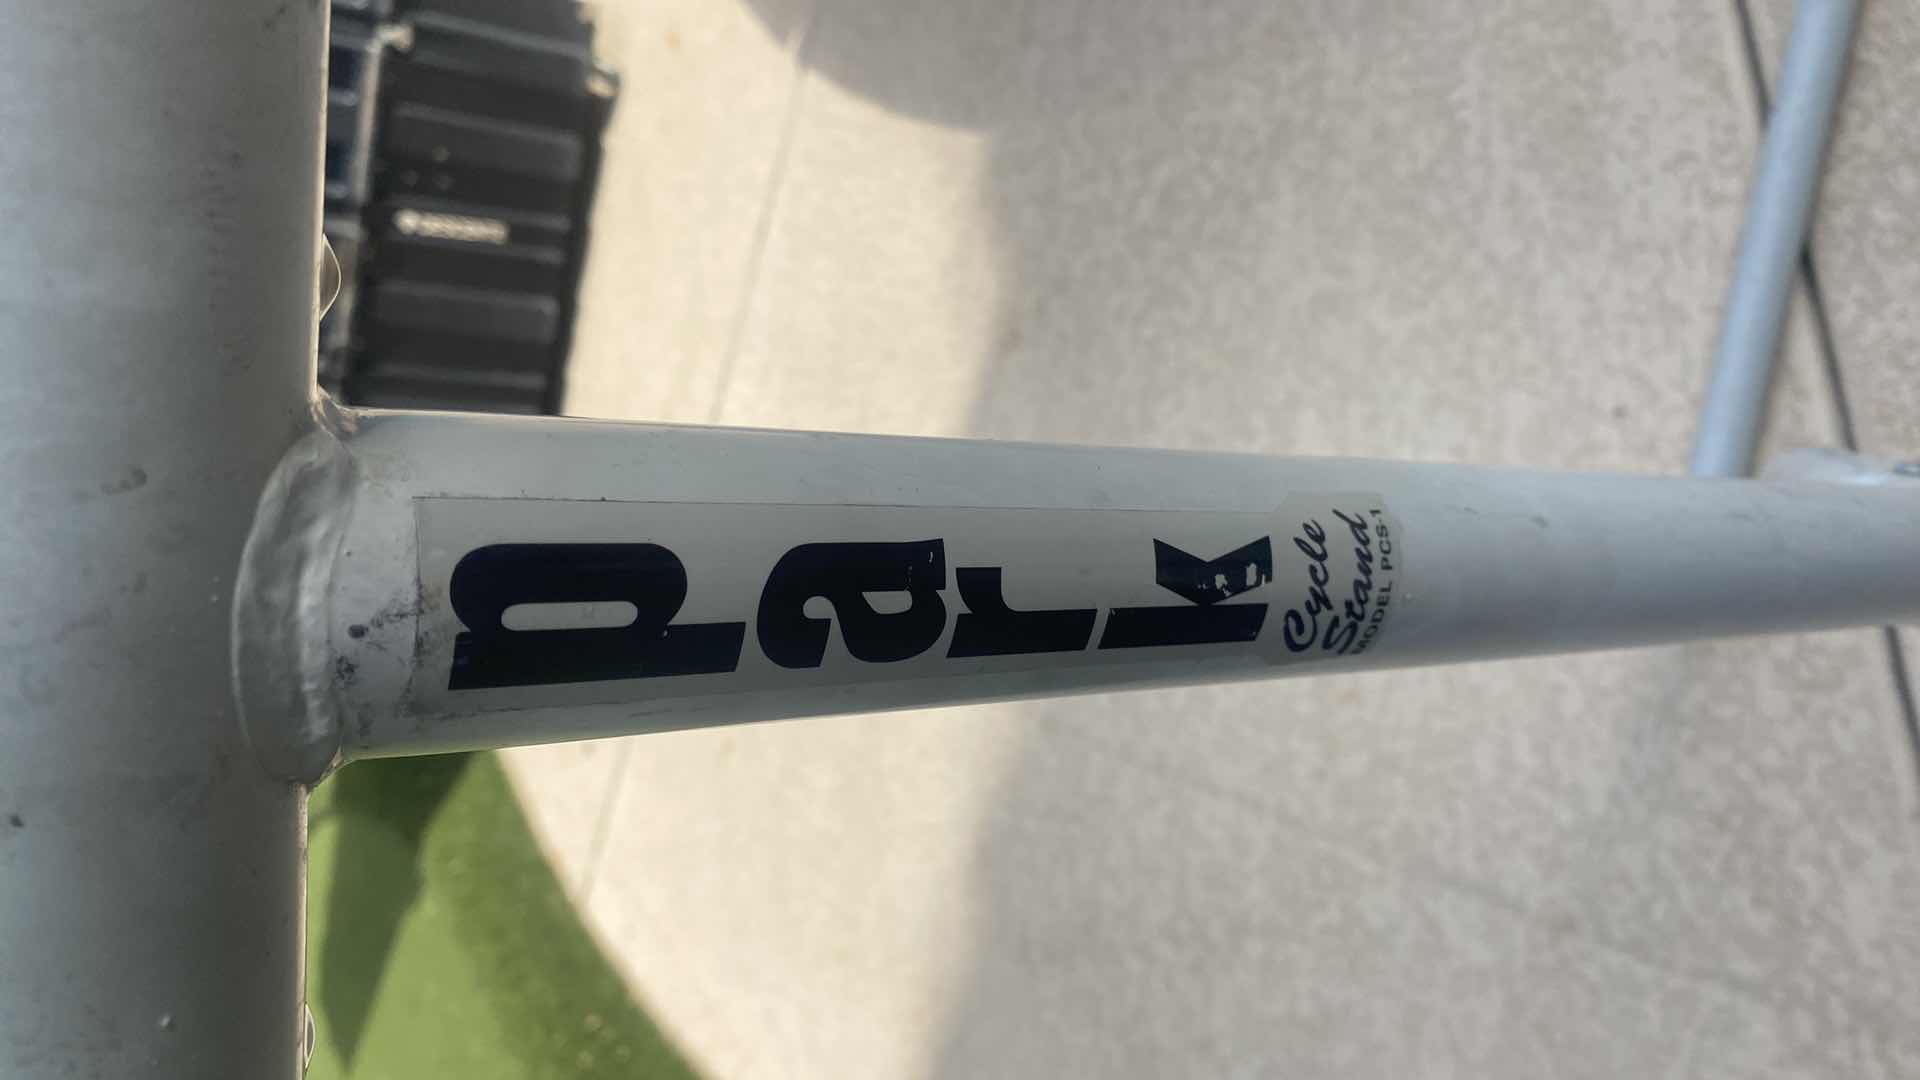 park
Cycle
Stand
MODEL PCS-1